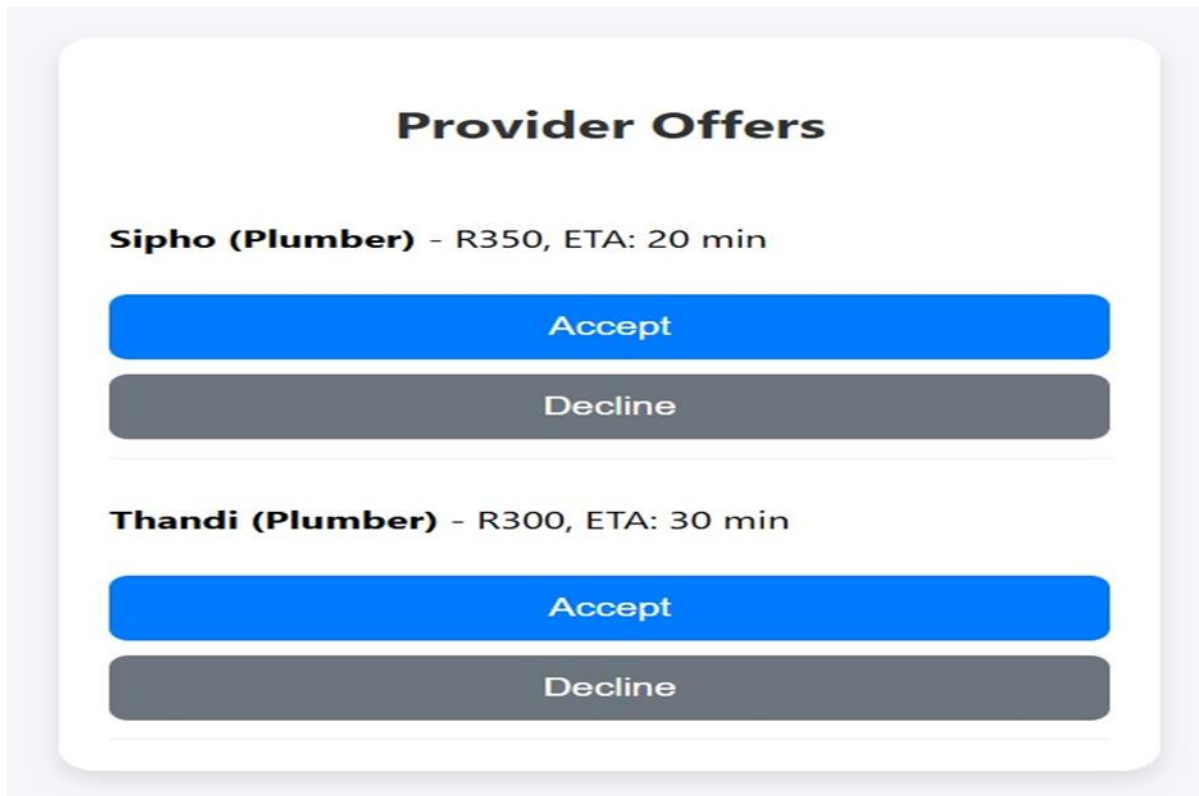 Provider Offers
Sipho (Plumber) - R350, ETA: 20 min
Accept
Decline
Thandi (Plumber) - R300, ETA: 30 min
Accept
Decline